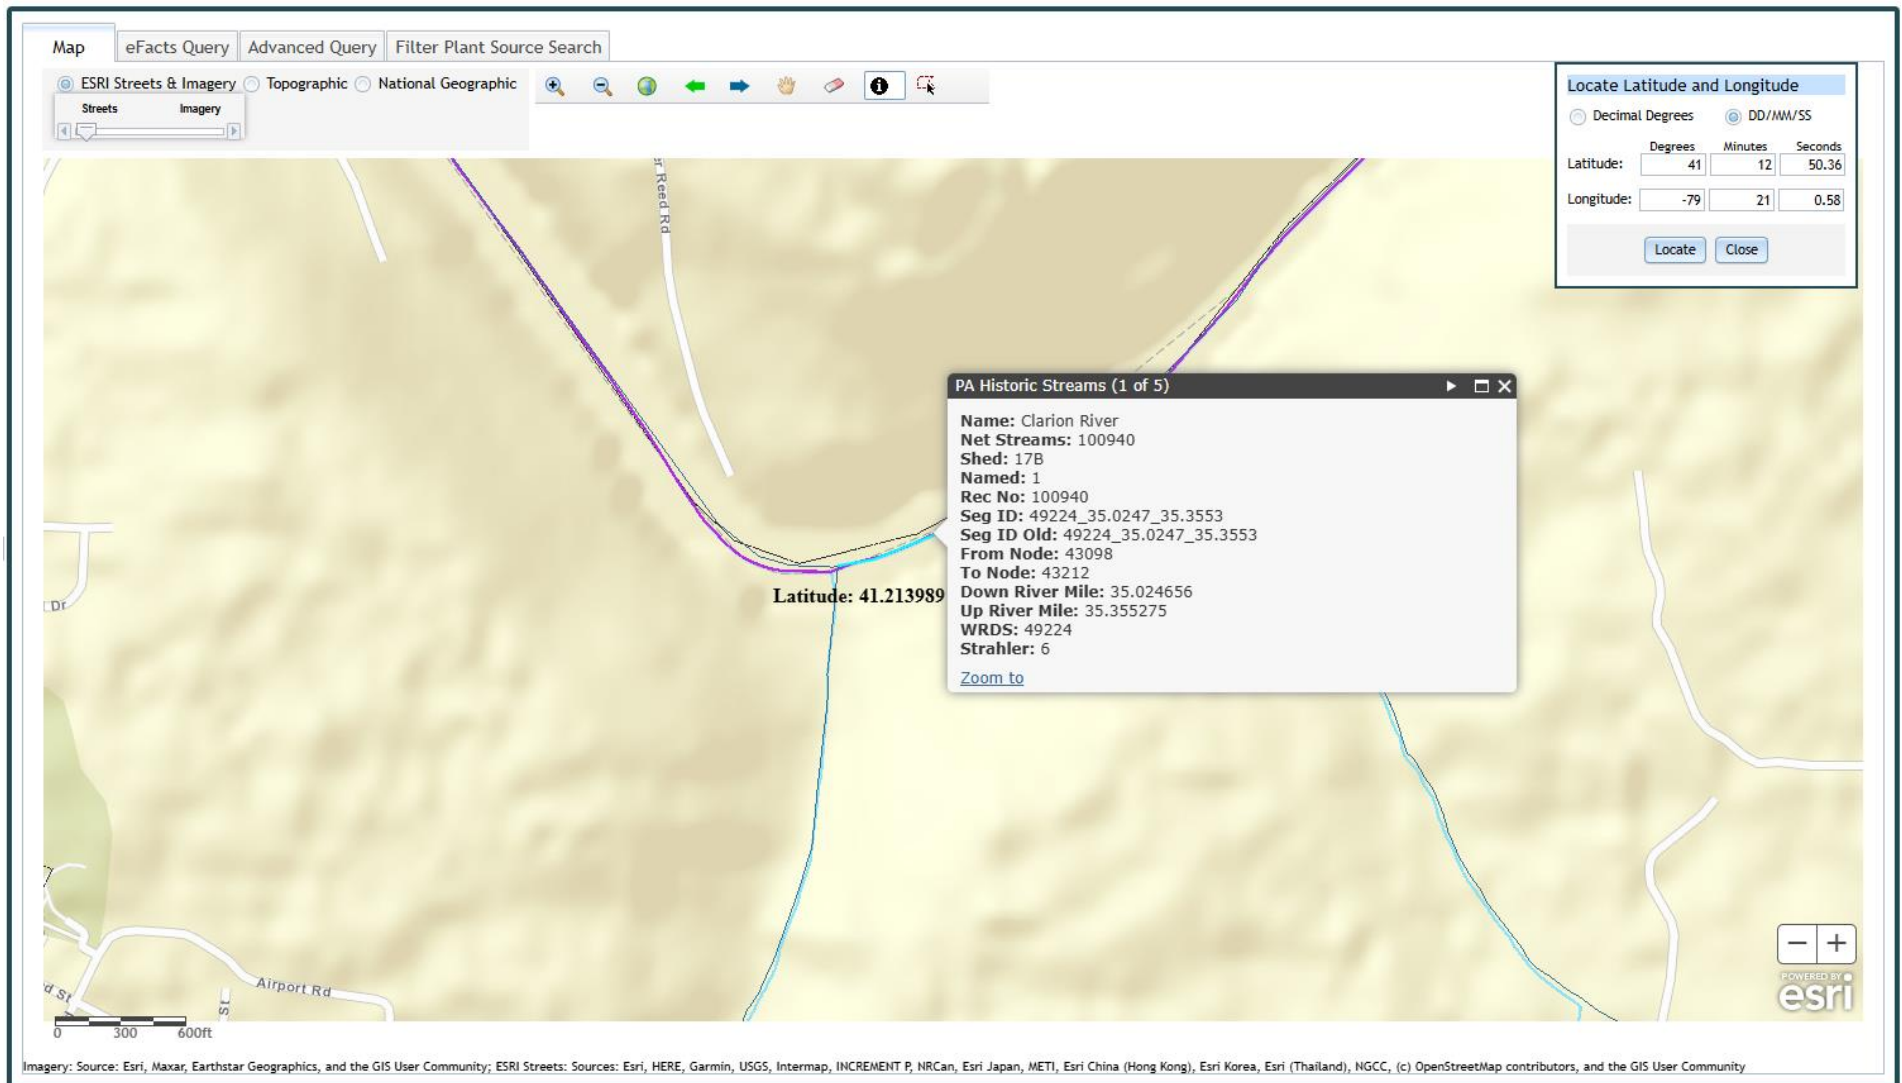 Map eFacts Query Advanced Query Filter Plant Source Search
ESRI Streets & Imagery Topographic National Geographic
Streets Imagery
Locate Latitude and Longitude
Decimal Degrees DD/MM/SS
Degrees Minutes Seconds
Latitude: 41 12 50.36
Longitude: -79 21 0.58
Locate Close
er Reed Rd
PA Historic Streams (1 of 5)
Name: Clarion River
Net Streams: 100940
Shed: 17B
Named: 1
Rec No: 100940
Seg ID: 49224_35.0247_35.3553
Seg ID Old: 49224_35.0247_35.3553
From Node: 43098
To Node: 43212
Down River Mile: 35.024656
Up River Mile: 35.355275
WRDS: 49224
Strahler: 6
Zoom to
Latitude: 41.213989
Dr
Airport Rd
d St
St
0 300 600ft
− +
POWERED BY
esri
Imagery: Source: Esri, Maxar, Earthstar Geographics, and the GIS User Community; ESRI Streets: Sources: Esri, HERE, Garmin, USGS, Intermap, INCREMENT P, NRCan, Esri Japan, METI, Esri China (Hong Kong), Esri Korea, Esri (Thailand), NGCC, (c) OpenStreetMap contributors, and the GIS User Community